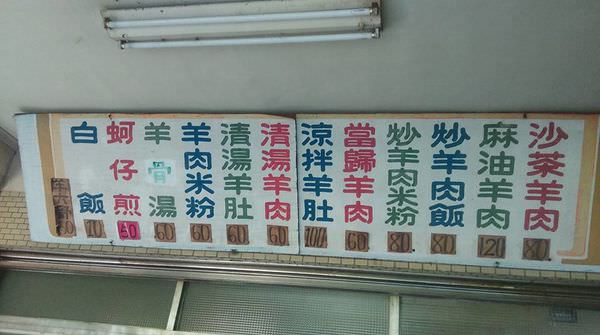 沙茶羊肉 80
麻油羊肉 120
炒羊肉飯 80
炒羊肉米粉 80
當歸羊肉 60
涼拌羊肚 100
清湯羊肉 60
清湯羊肚 60
羊肉米粉 60
羊骨湯 60
蚵仔煎 60
白飯 10